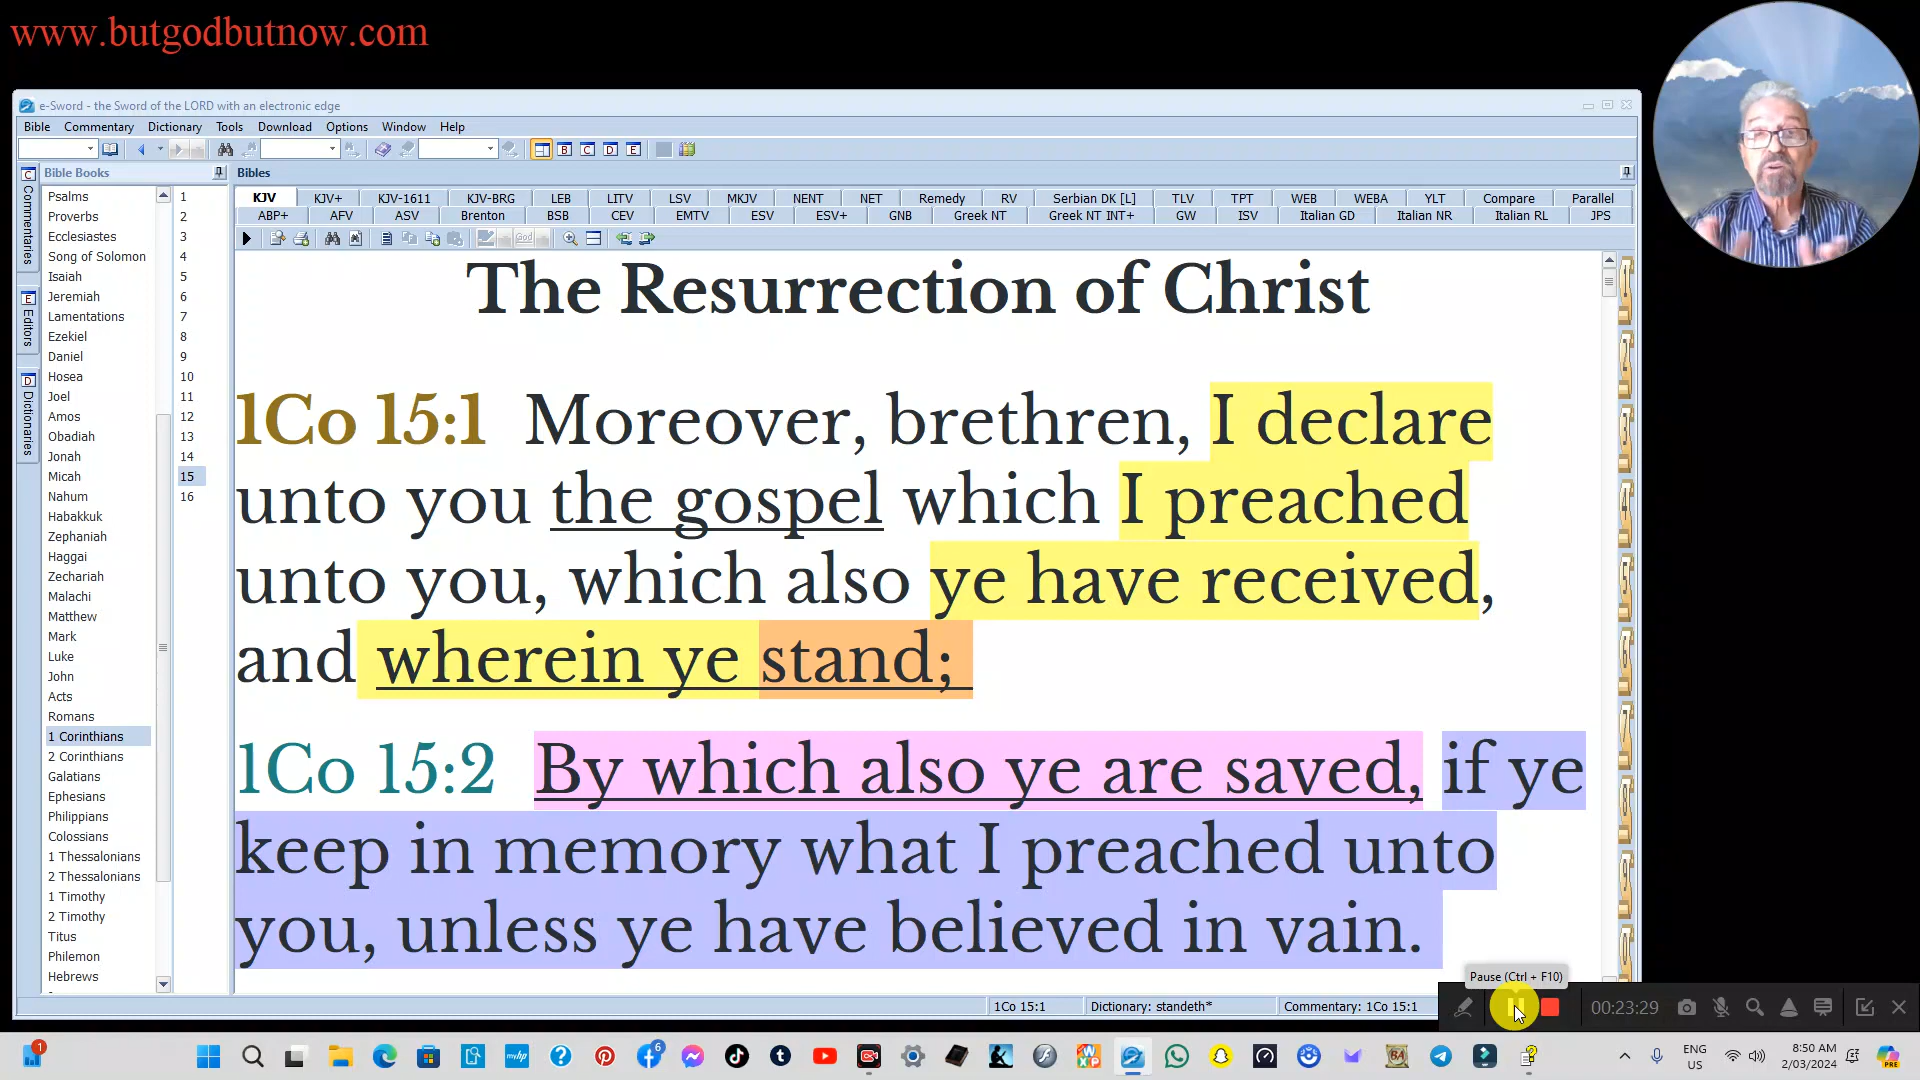 www.butgodbutnow.com
e-Sword - the Sword of the LORD with an electronic edge
Bible Commentary Dictionary Tools Download Options Window Help
B C D E
Bible Books
Bibles
C Commentaries
E Editors
D Dictionaries
KJV KJV+ KJV-1611 KJV-BRG LEB LITV LSV MKJV NENT NET Remedy RV Serbian DK [L] TLV TPT WEB WEBA YLT Compare Parallel
ABP+ AFV ASV Brenton BSB CEV EMTV ESV ESV+ GNB Greek NT Greek NT INT+ GW ISV Italian GD Italian NR Italian RL JPS
God
Psalms 1
Proverbs 2
Ecclesiastes 3
Song of Solomon 4
Isaiah 5
Jeremiah 6
Lamentations 7
Ezekiel 8
Daniel 9
Hosea 10
Joel 11
Amos 12
Obadiah 13
Jonah 14
Micah 15
Nahum 16
Habakkuk
Zephaniah
Haggai
Zechariah
Malachi
Matthew
Mark
Luke
John
Acts
Romans
1 Corinthians
2 Corinthians
Galatians
Ephesians
Philippians
Colossians
1 Thessalonians
2 Thessalonians
1 Timothy
2 Timothy
Titus
Philemon
Hebrews
The Resurrection of Christ
1Co 15:1 Moreover, brethren, I declare
unto you the gospel which I preached
unto you, which also ye have received,
and wherein ye stand;
1Co 15:2 By which also ye are saved, if ye
keep in memory what I preached unto
you, unless ye have believed in vain.
Pause (Ctrl + F10)
1Co 15:1 Dictionary: standeth* Commentary: 1Co 15:1
00:23:29
1
6
ENG
US
8:50 AM
2/03/2024
PRE